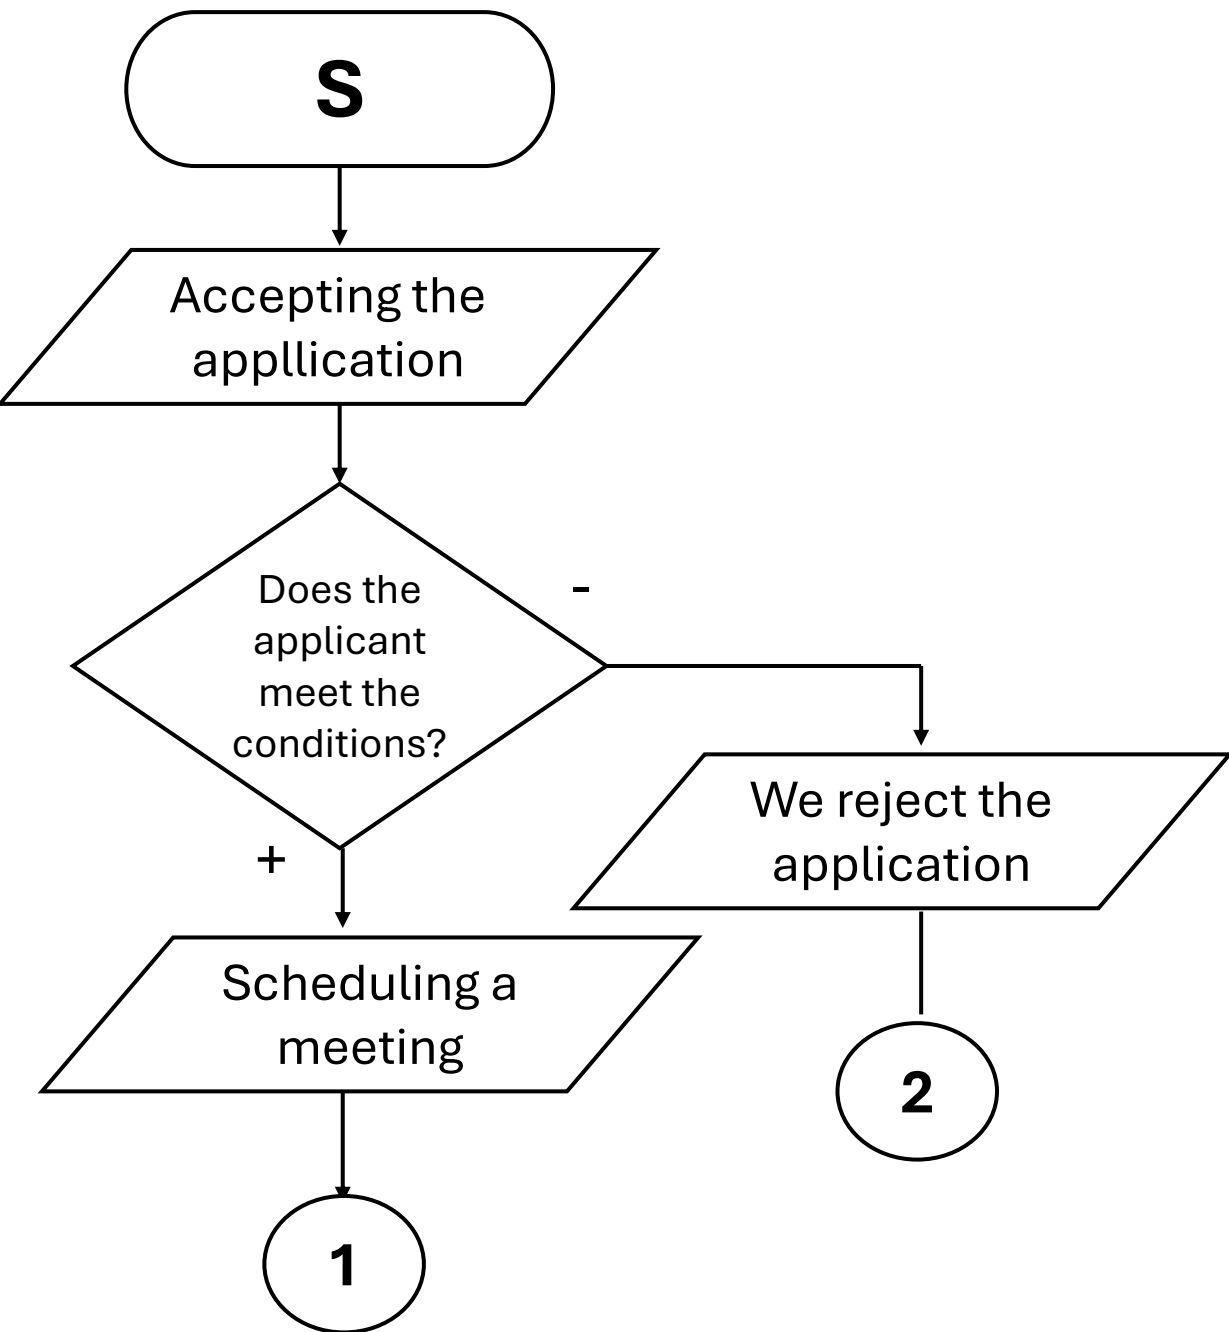 S
Accepting the
appllication
Does the
applicant
meet the
conditions?
-
+
We reject the
application
Scheduling a
meeting
2
1